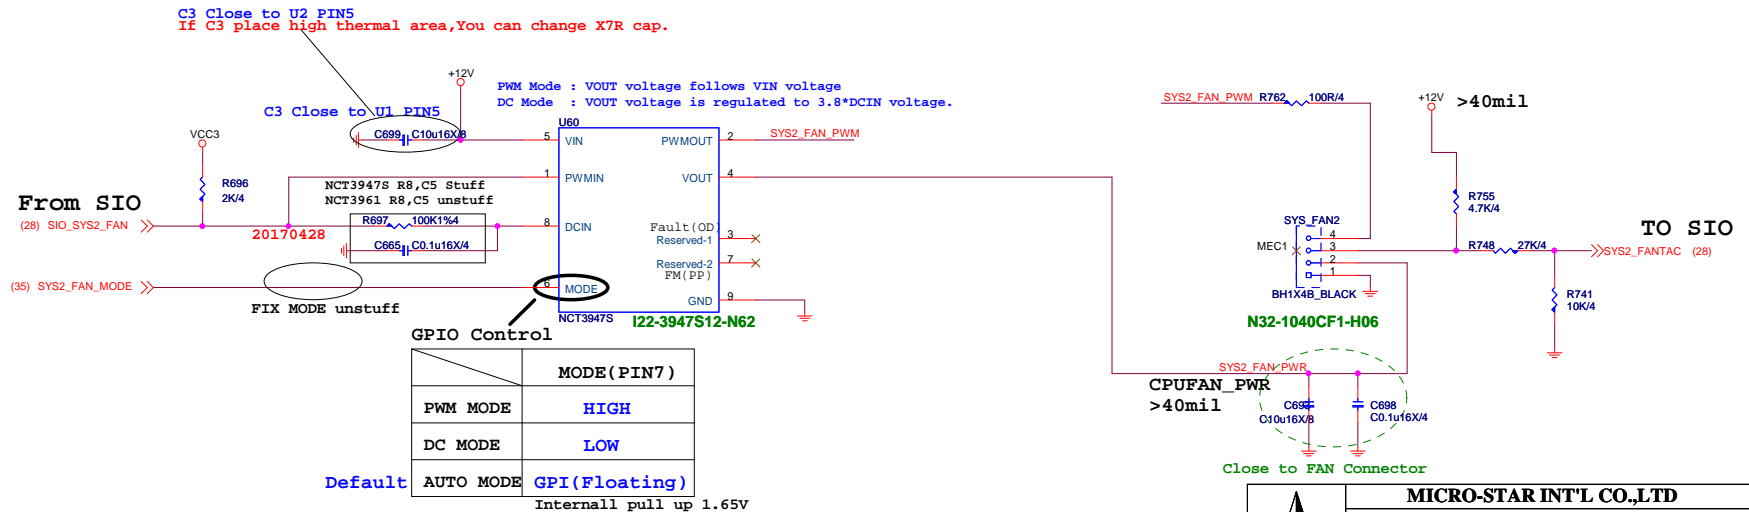 C3 Close to U2 PIN5
If C3 place high thermal area,You can change X7R cap.
+12V
PWM Mode : VOUT voltage follows VIN voltage
DC Mode : VOUT voltage is regulated to 3.8*DCIN voltage.
C3 Close to U1 PIN5
C699 C10u16X/8
VCC3
R696
2K/4
From SIO
(28) SIO_SYS2_FAN
20170428
NCT3947S R8,C5 Stuff
NCT3961 R8,C5 unstuff
R697 100K1%4
C665 C0.1u16X/4
(35) SYS2_FAN_MODE
FIX MODE unstuff
U60
5 VIN
1 PWMIN
8 DCIN
6 MODE
PWMOUT 2
SYS2_FAN_PWM
VOUT 4
Fault(OD)
Reserved-1 3
Reserved-2 7
FM(PP)
GND 9
NCT3947S
I22-3947S12-N62
GPIO Control
MODE(PIN7)
PWM MODE HIGH
DC MODE LOW
Default AUTO MODE GPI(Floating)
Internall pull up 1.65V
SYS2_FAN_PWM R762 100R/4
+12V >40mil
R755
4.7K/4
SYS_FAN2
MEC1
4
3
2
1
BH1X4B_BLACK
N32-1040CF1-H06
R748 27K/4
TO SIO
SYS2_FANTAC (28)
R741
10K/4
SYS2_FAN_PWR
CPUFAN_PWR
>40mil
C10u16X/8
C698
C0.1u16X/4
Close to FAN Connector
MICRO-STAR INT'L CO.,LTD